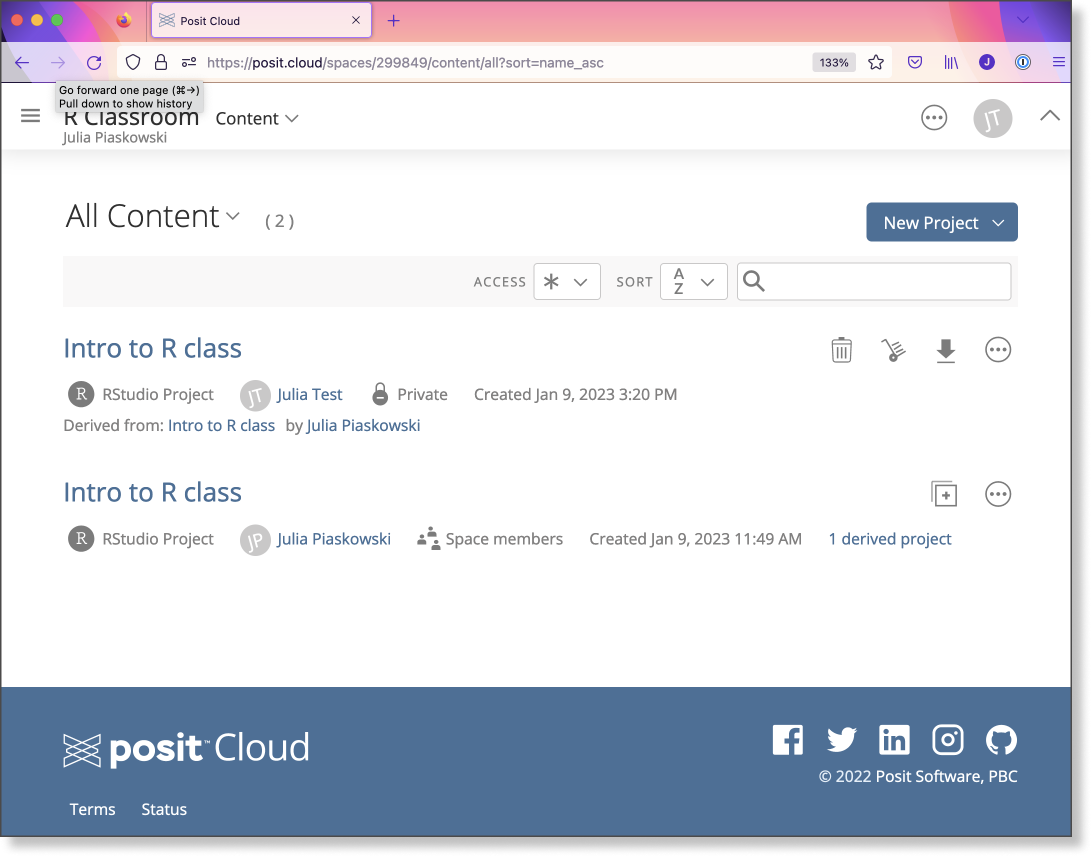 Posit Cloud
https://posit.cloud/spaces/299849/content/all?sort=name_asc
133%
J
Go forward one page (⌘→)
Pull down to show history
R Classroom
Content
JT
Julia Piaskowski
All Content
( 2 )
New Project
ACCESS
SORT
A
Z
Intro to R class
R RStudio Project JT Julia Test Private Created Jan 9, 2023 3:20 PM
Derived from: Intro to R class by Julia Piaskowski
Intro to R class
R RStudio Project JP Julia Piaskowski Space members Created Jan 9, 2023 11:49 AM 1 derived project
posit™ Cloud
© 2022 Posit Software, PBC
Terms Status